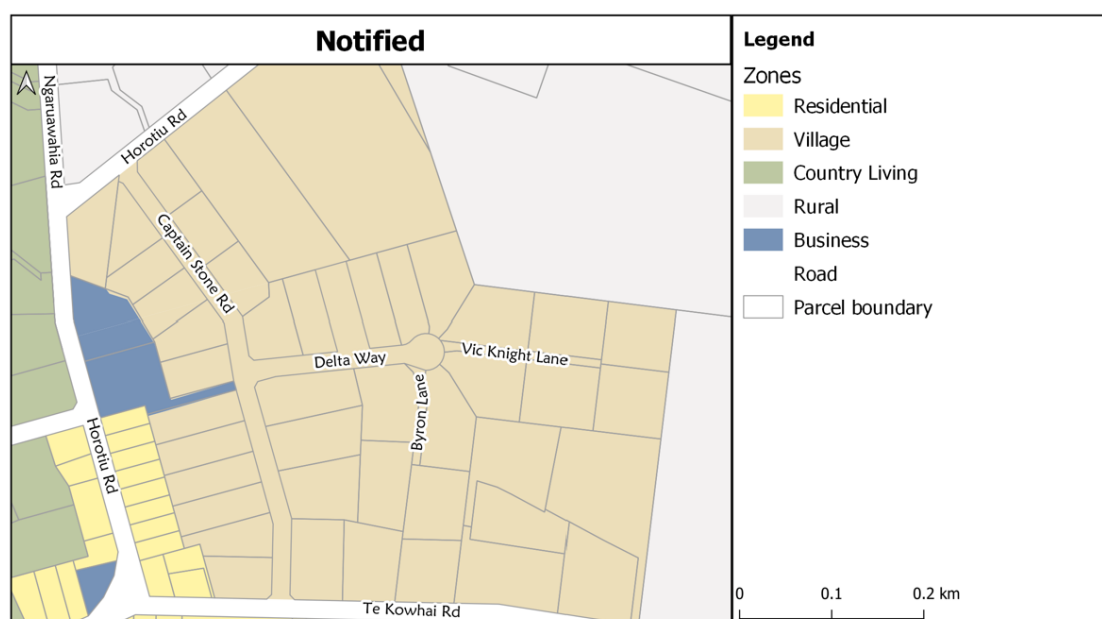 Notified
Legend
Zones
Residential
Village
Country Living
Rural
Business
Road
Parcel boundary
Ngaruawahia Rd
Horotiu Rd
Captain Stone Rd
Delta Way
Vic Knight Lane
Byron Lane
Horotiu Rd
Te Kowhai Rd
0 0.1 0.2 km